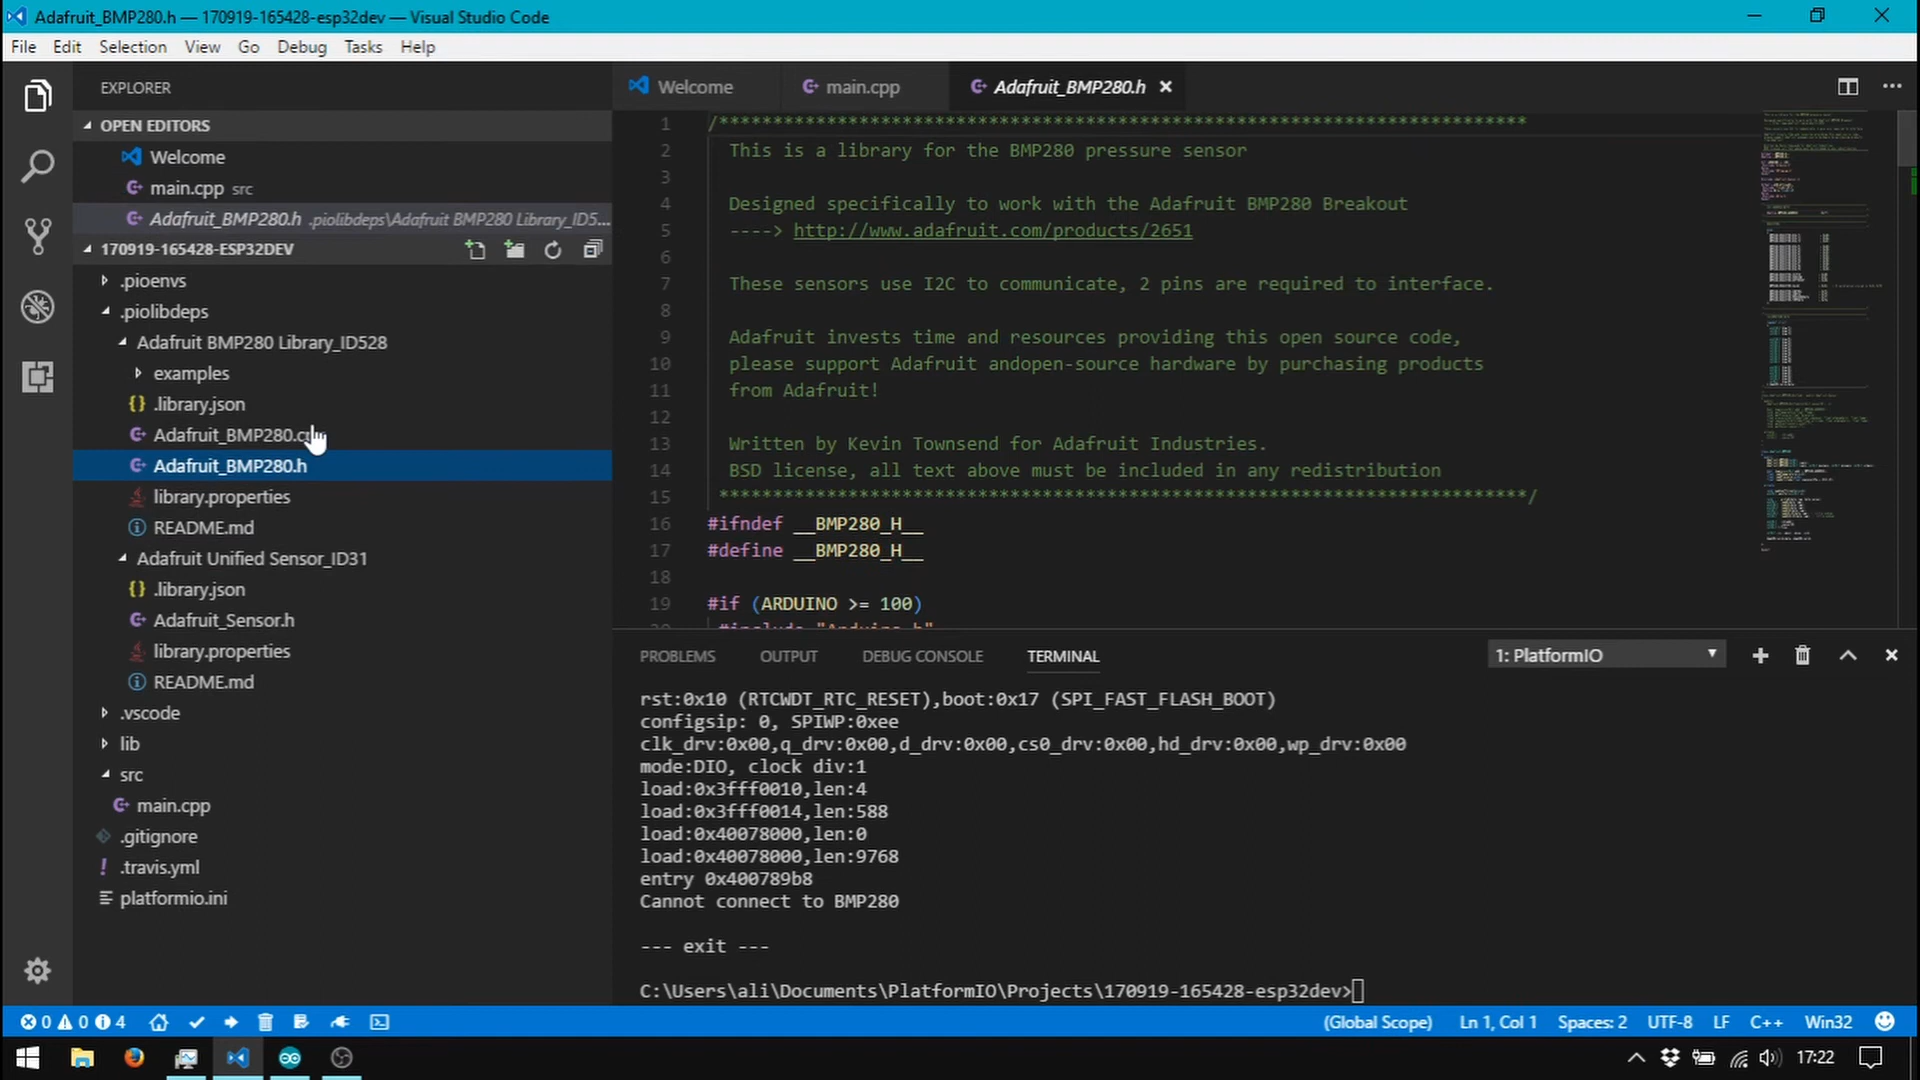 Adafruit_BMP280.h — 170919-165428-esp32dev — Visual Studio Code
File Edit Selection View Go Debug Tasks Help
EXPLORER
OPEN EDITORS
Welcome
main.cpp src
Adafruit_BMP280.h .piolibdeps\Adafruit BMP280 Library_ID5...
170919-165428-ESP32DEV
.pioenvs
.piolibdeps
Adafruit BMP280 Library_ID528
examples
.library.json
Adafruit_BMP280.c
Adafruit_BMP280.h
library.properties
README.md
Adafruit Unified Sensor_ID31
.library.json
Adafruit_Sensor.h
library.properties
README.md
.vscode
lib
src
main.cpp
.gitignore
.travis.yml
platformio.ini
Welcome main.cpp Adafruit_BMP280.h
1 /***************************************************************************
2 This is a library for the BMP280 pressure sensor
3
4 Designed specifically to work with the Adafruit BMP280 Breakout
5 ----> http://www.adafruit.com/products/2651
6
7 These sensors use I2C to communicate, 2 pins are required to interface.
8
9 Adafruit invests time and resources providing this open source code,
10 please support Adafruit andopen-source hardware by purchasing products
11 from Adafruit!
12
13 Written by Kevin Townsend for Adafruit Industries.
14 BSD license, all text above must be included in any redistribution
15 ***************************************************************************/
16 #ifndef __BMP280_H__
17 #define __BMP280_H__
18
19 #if (ARDUINO >= 100)
20 #include "Arduino.h"
PROBLEMS OUTPUT DEBUG CONSOLE TERMINAL 1: PlatformIO
rst:0x10 (RTCWDT_RTC_RESET),boot:0x17 (SPI_FAST_FLASH_BOOT)
configsip: 0, SPIWP:0xee
clk_drv:0x00,q_drv:0x00,d_drv:0x00,cs0_drv:0x00,hd_drv:0x00,wp_drv:0x00
mode:DIO, clock div:1
load:0x3fff0010,len:4
load:0x3fff0014,len:588
load:0x40078000,len:0
load:0x40078000,len:9768
entry 0x400789b8
Cannot connect to BMP280
--- exit ---
C:\Users\ali\Documents\PlatformIO\Projects\170919-165428-esp32dev>
0 0 4 (Global Scope) Ln 1, Col 1 Spaces: 2 UTF-8 LF C++ Win32
17:22